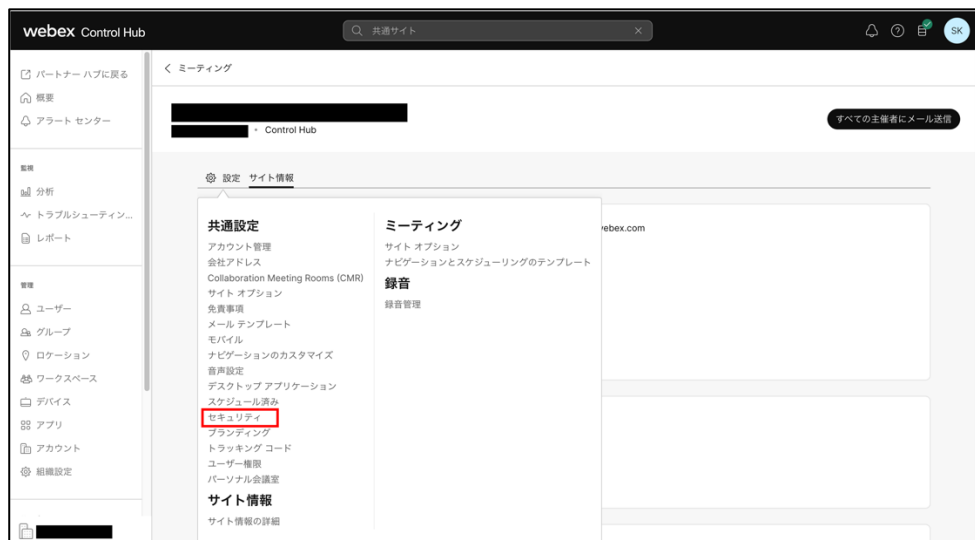 webex Control Hub
共通サイト
SK
パートナー ハブに戻る
概要
アラート センター
監視
分析
トラブルシューティン...
レポート
管理
ユーザー
グループ
ロケーション
ワークスペース
デバイス
アプリ
アカウント
組織設定
ミーティング
Control Hub
すべての主催者にメール送信
設定 サイト情報
共通設定
アカウント管理
会社アドレス
Collaboration Meeting Rooms (CMR)
サイト オプション
免責事項
メール テンプレート
モバイル
ナビゲーションのカスタマイズ
音声設定
デスクトップ アプリケーション
スケジュール済み
セキュリティ
ブランディング
トラッキング コード
ユーザー権限
パーソナル会議室
サイト情報
サイト情報の詳細
ミーティング
サイト オプション
ナビゲーションとスケジューリングのテンプレート
録音
録音管理
ebex.com